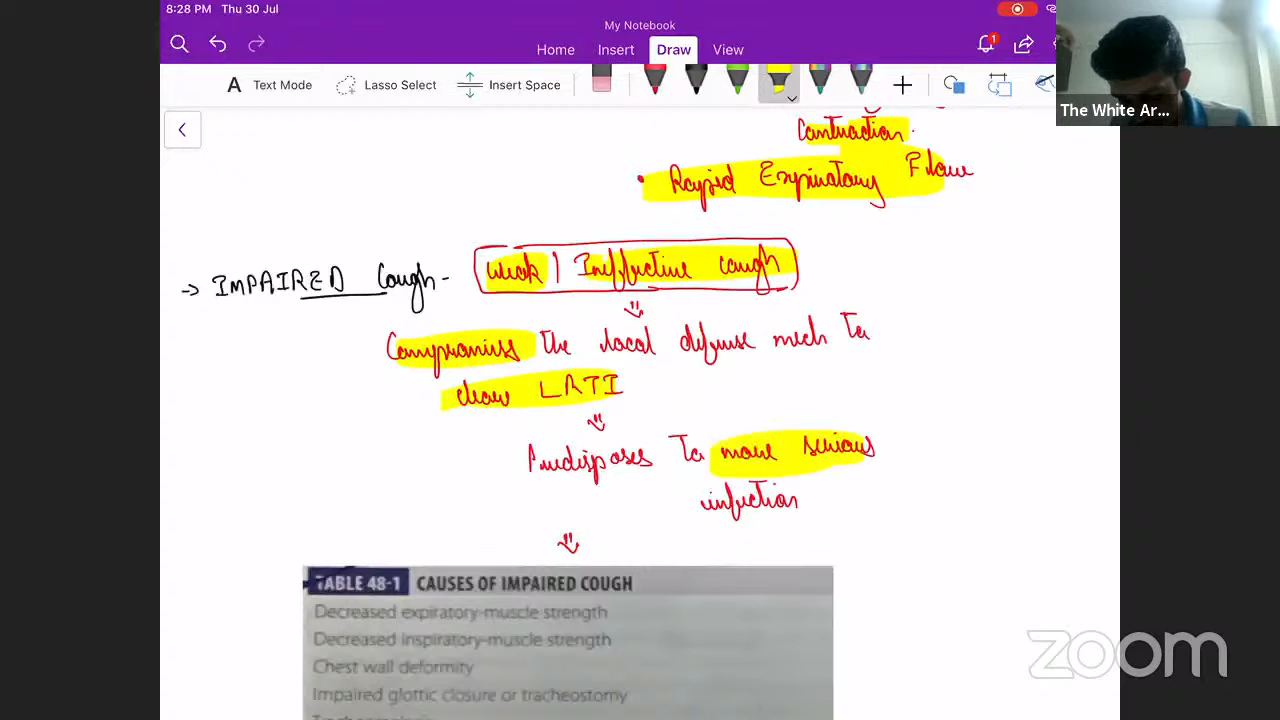 8:28 PM Thu 30 Jul
My Notebook
Home Insert Draw View
1
A Text Mode Lasso Select Insert Space
The White Ar...
Contraction.
• Rapid Expiratory Flow
→ IMPAIRED Cough - Weak | Ineffective cough
Compromises the local defense mech to
clear LRTI
Predisposes to more serious
infection
TABLE 48-1 CAUSES OF IMPAIRED COUGH
Decreased expiratory-muscle strength
Decreased inspiratory-muscle strength
Chest wall deformity
Impaired glottic closure or tracheostomy
zoom